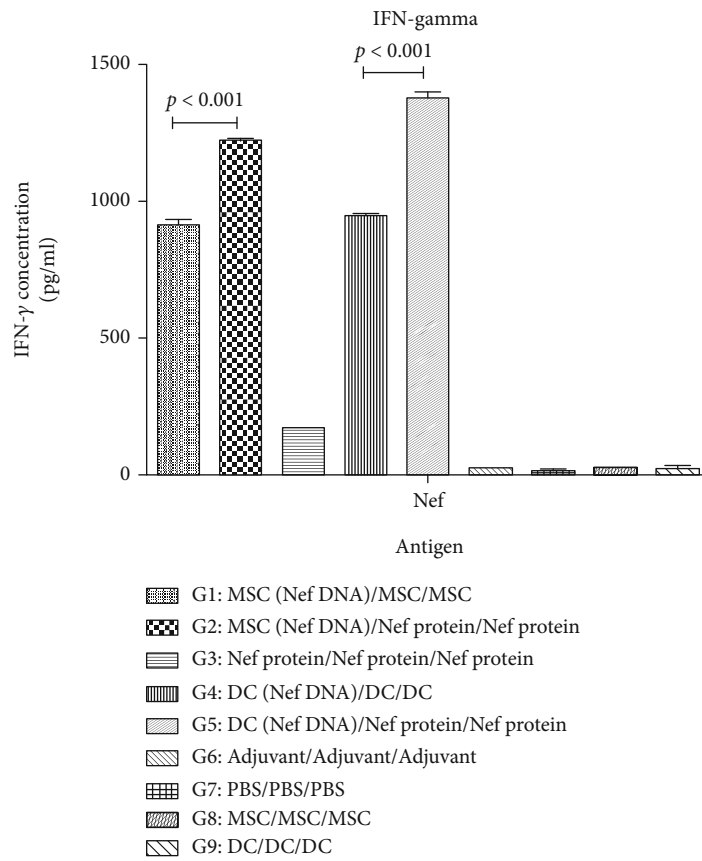 IFN-gamma
1500
1000
500
0
IFN-γ concentration
(pg/ml)
p < 0.001
p < 0.001
Nef
Antigen
G1: MSC (Nef DNA)/MSC/MSC
G2: MSC (Nef DNA)/Nef protein/Nef protein
G3: Nef protein/Nef protein/Nef protein
G4: DC (Nef DNA)/DC/DC
G5: DC (Nef DNA)/Nef protein/Nef protein
G6: Adjuvant/Adjuvant/Adjuvant
G7: PBS/PBS/PBS
G8: MSC/MSC/MSC
G9: DC/DC/DC